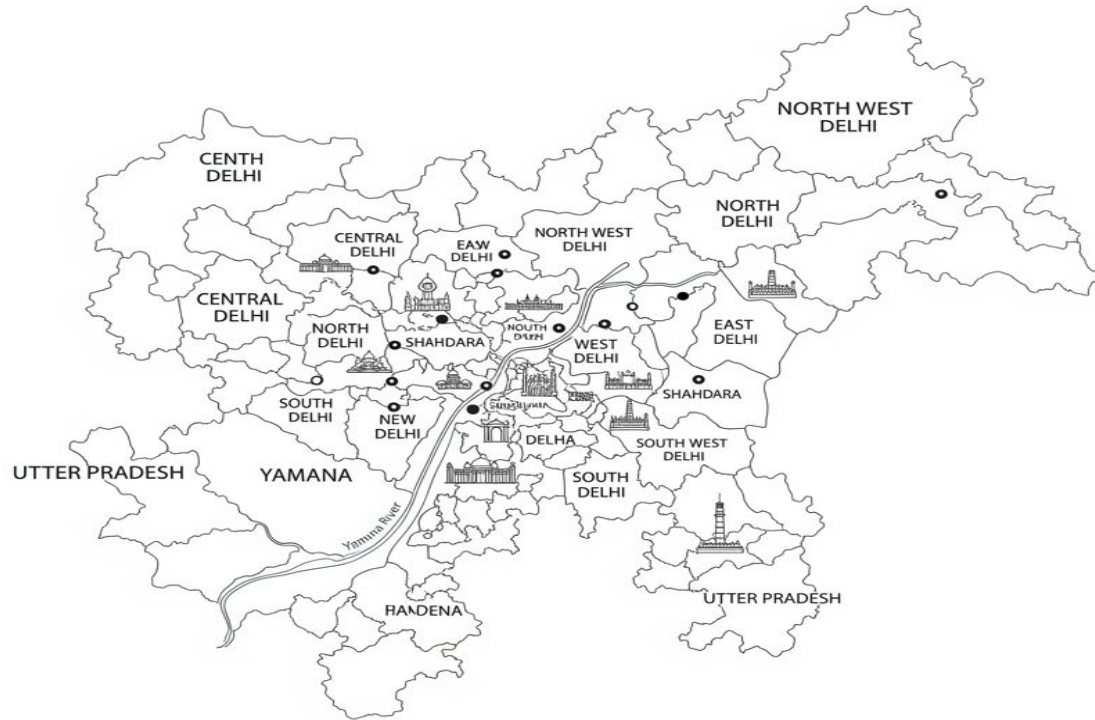 NORTH WEST
DELHI
CENTH
DELHI
NORTH
DELHI
CENTRAL
DELHI
EAW
DELHI
NORTH WEST
DELHI
CENTRAL
DELHI
NORTH
DELHI
SHAHDARA
NOUTH
WEST
DELHI
EAST
DELHI
SHAHDARA
SOUTH
DELHI
NEW
DELHI
DELHA
SOUTH WEST
DELHI
UTTER PRADESH
YAMANA
SOUTH
DELHI
Yamuna River
UTTER PRADESH